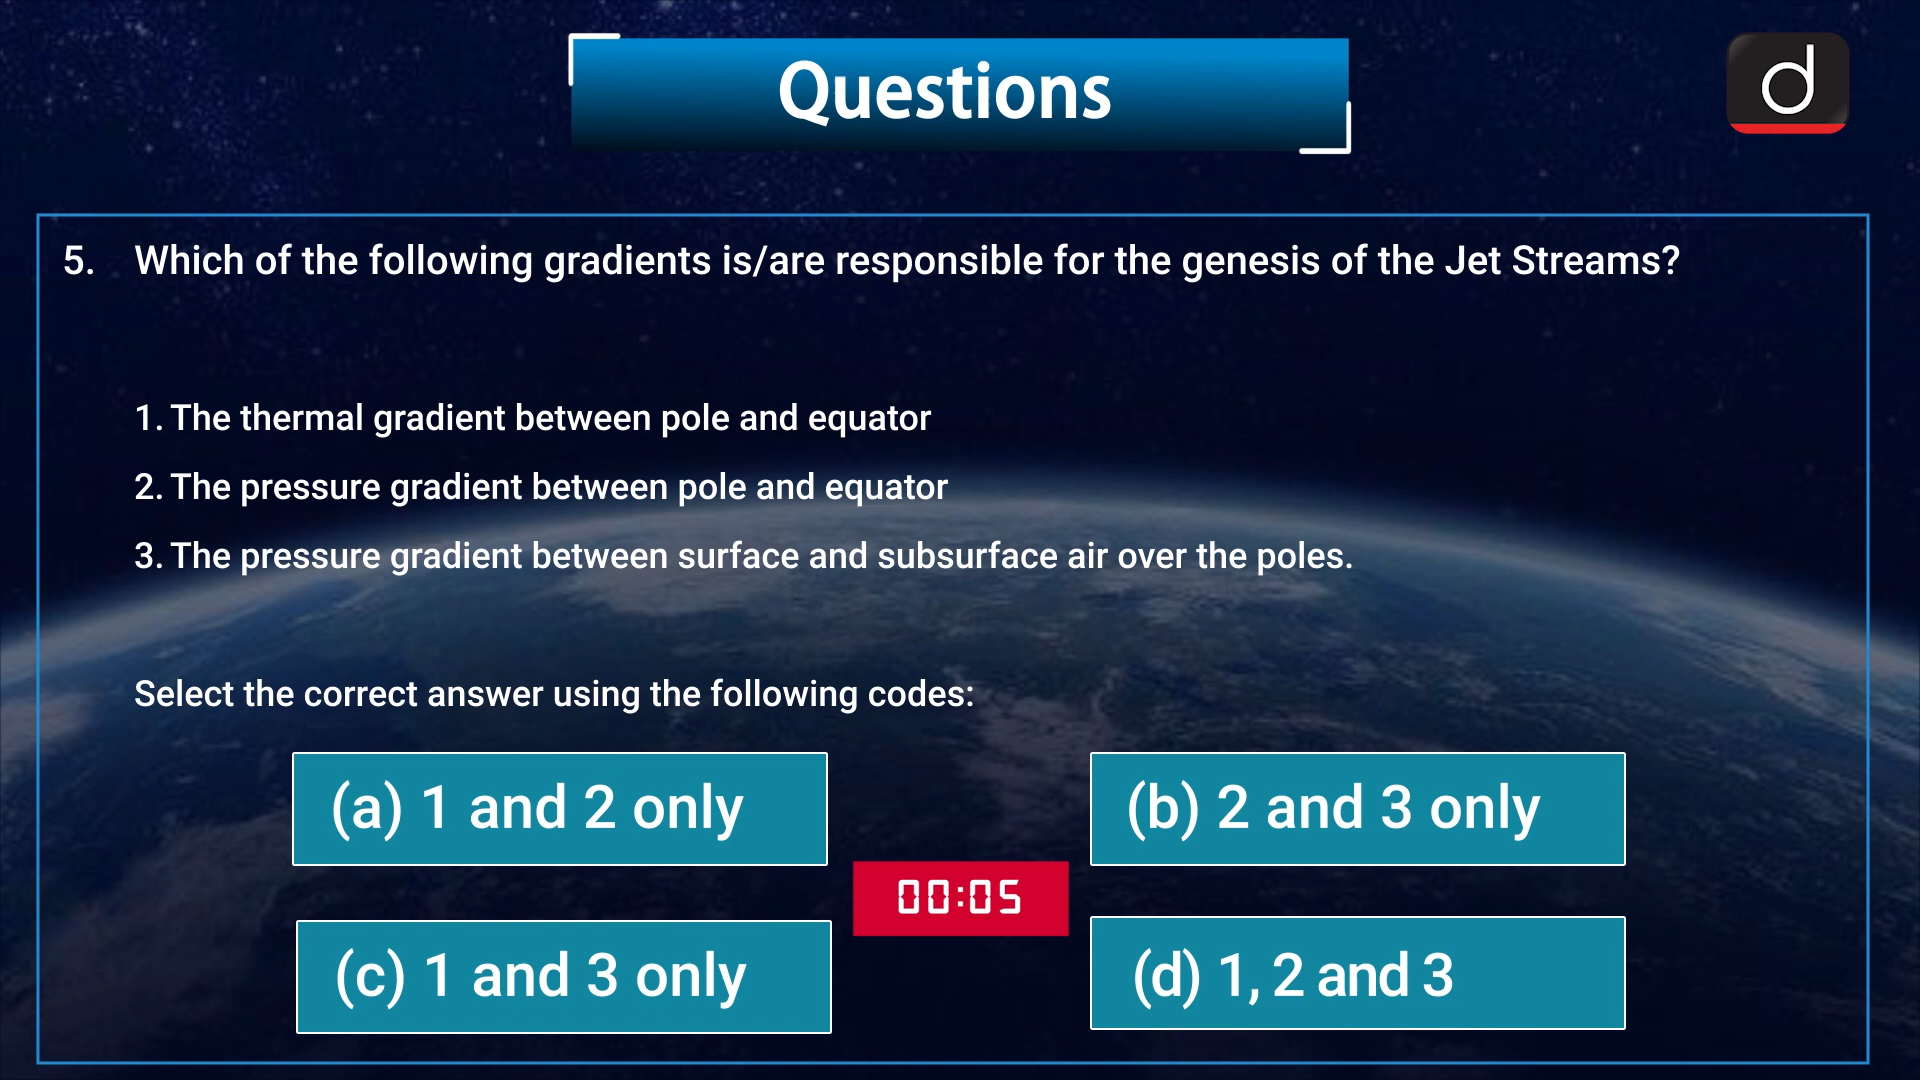 Questions
d
5. Which of the following gradients is/are responsible for the genesis of the Jet Streams?
1. The thermal gradient between pole and equator
2. The pressure gradient between pole and equator
3. The pressure gradient between surface and subsurface air over the poles.
Select the correct answer using the following codes:
(a) 1 and 2 only
(b) 2 and 3 only
00:05
(c) 1 and 3 only
(d) 1, 2 and 3